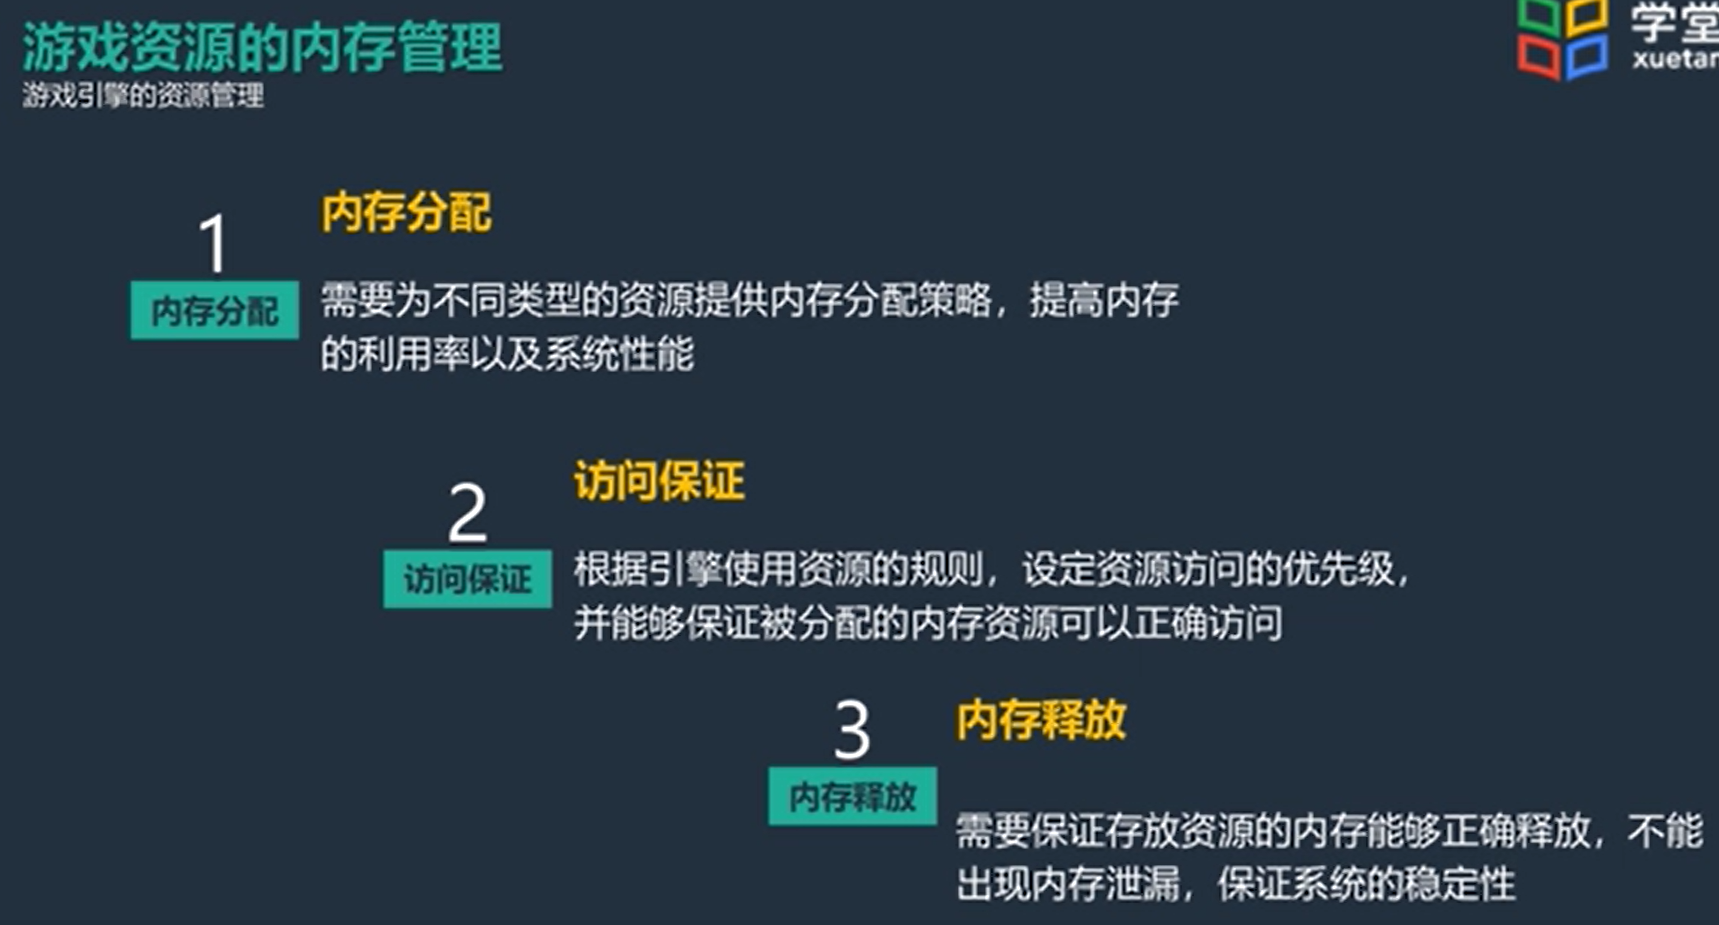 游戏资源的内存管理
游戏引擎的资源管理
学堂
1
内存分配
内存分配
需要为不同类型的资源提供内存分配策略，提高内存
的利用率以及系统性能
2
访问保证
访问保证
根据引擎使用资源的规则，设定资源访问的优先级，
并能够保证被分配的内存资源可以正确访问
3
内存释放
内存释放
需要保证存放资源的内存能够正确释放，不能
出现内存泄漏，保证系统的稳定性